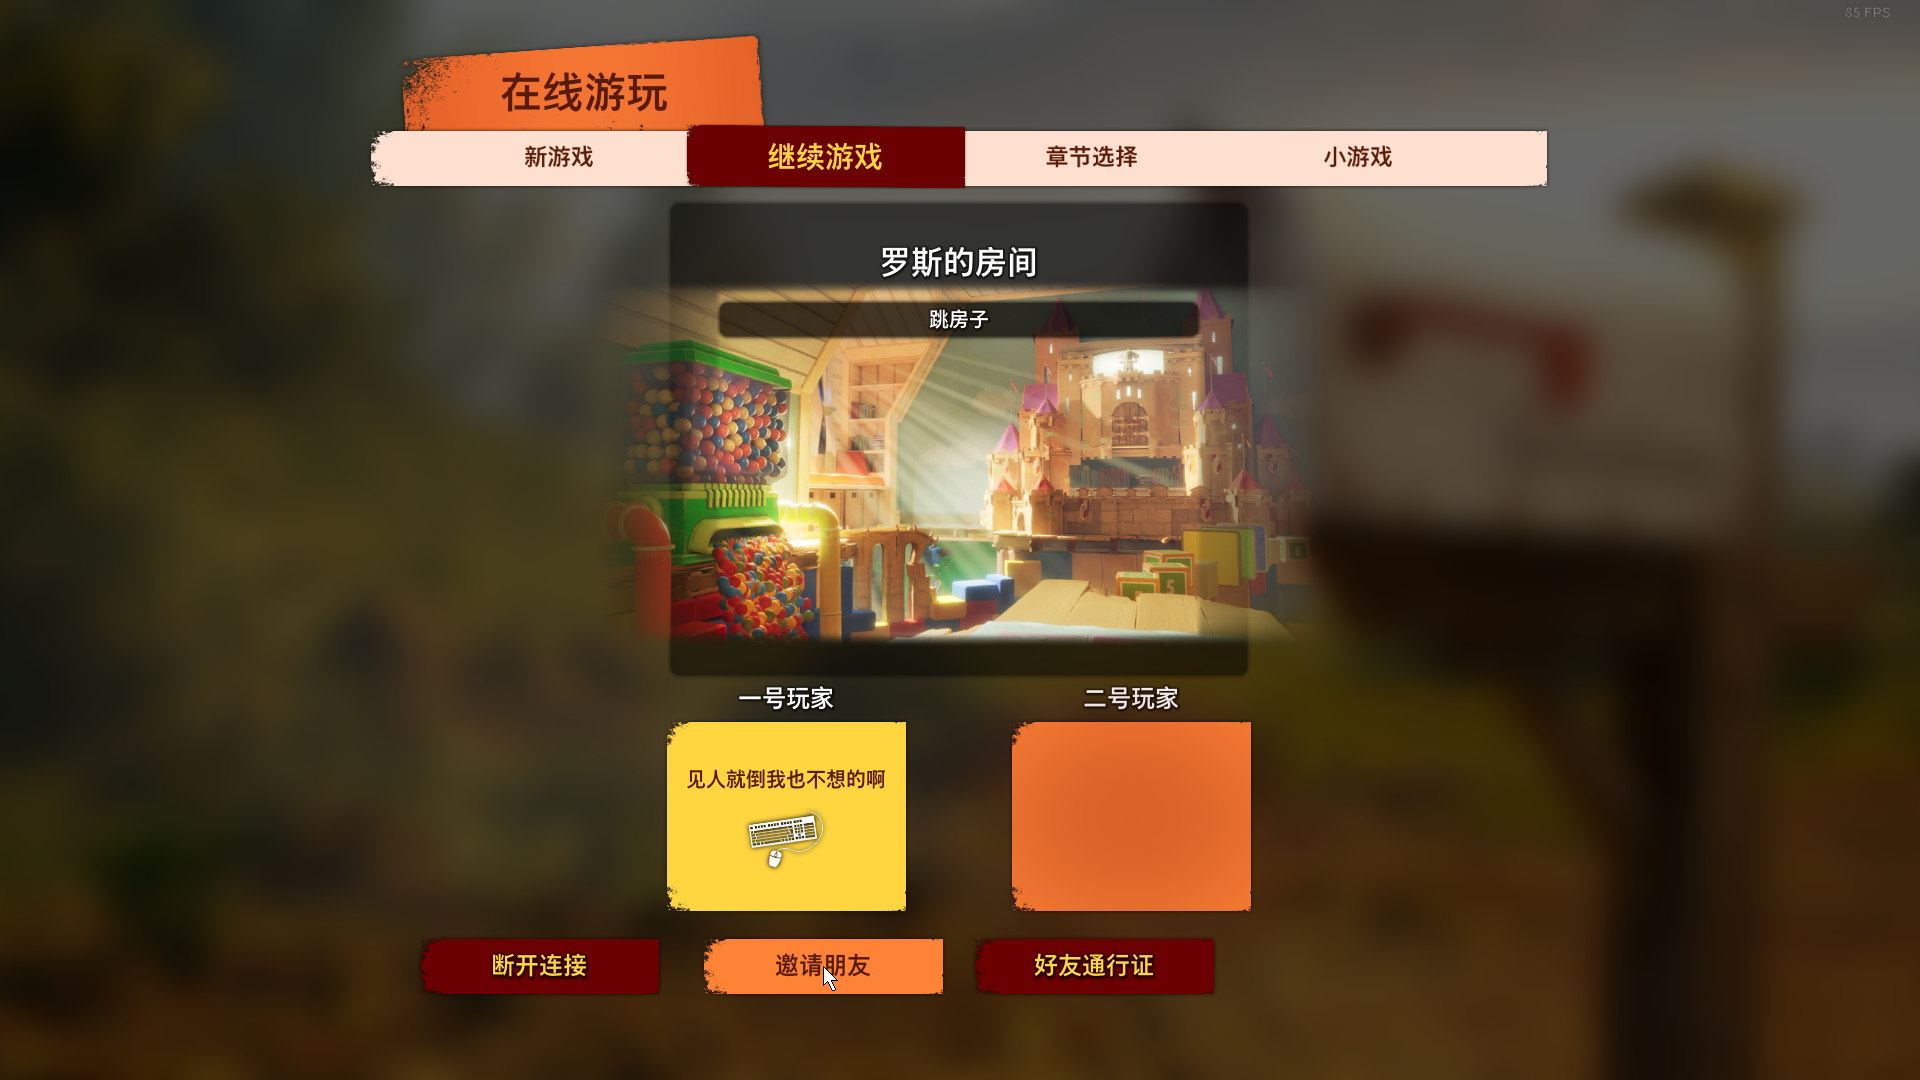 85 FPS
在线游玩
新游戏
继续游戏
章节选择
小游戏
罗斯的房间
跳房子
5
一号玩家
二号玩家
见人就倒我也不想的啊
断开连接
邀请朋友
好友通行证